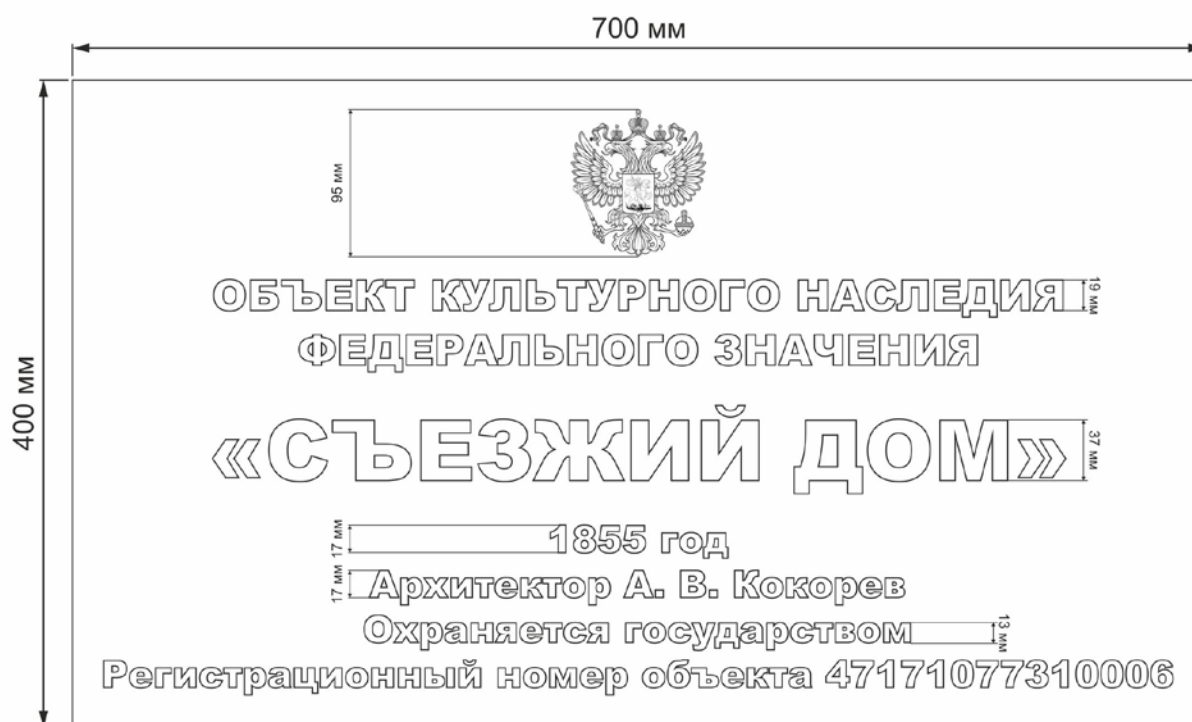 700 мм
400 мм
95 мм
ОБЪЕКТ КУЛЬТУРНОГО НАСЛЕДИЯ
19 мм
ФЕДЕРАЛЬНОГО ЗНАЧЕНИЯ
«СЪЕЗЖИЙ ДОМ»
37 мм
17 мм
1855 год
17 мм
Архитектор А. В. Кокорев
Охраняется государством
13 мм
Регистрационный номер объекта 47171077310006